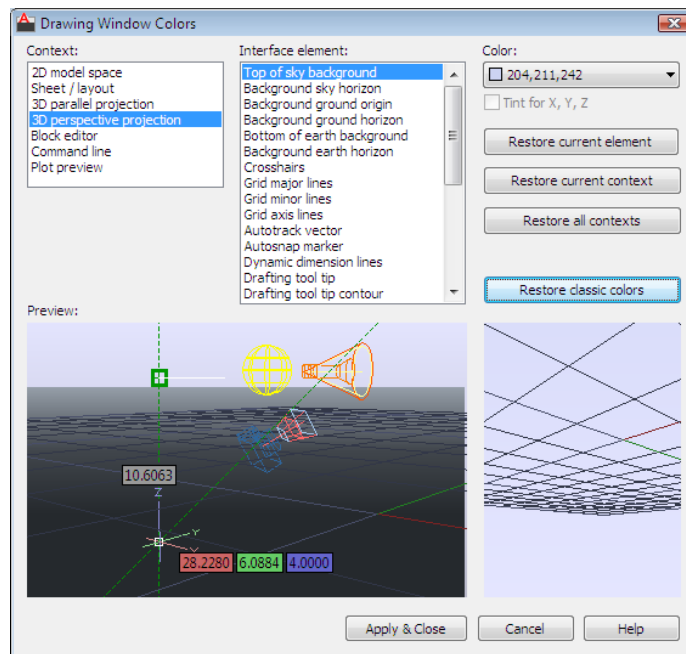 Drawing Window Colors
Context:
2D model space
Sheet / layout
3D parallel projection
3D perspective projection
Block editor
Command line
Plot preview
Interface element:
Top of sky background
Background sky horizon
Background ground origin
Background ground horizon
Bottom of earth background
Background earth horizon
Crosshairs
Grid major lines
Grid minor lines
Grid axis lines
Autotrack vector
Autosnap marker
Dynamic dimension lines
Drafting tool tip
Drafting tool tip contour
Color:
204,211,242
Tint for X, Y, Z
Restore current element
Restore current context
Restore all contexts
Restore classic colors
Preview:
10.6063
Z
Y
X
28.2280 6.0884 4.0000
Apply & Close Cancel Help